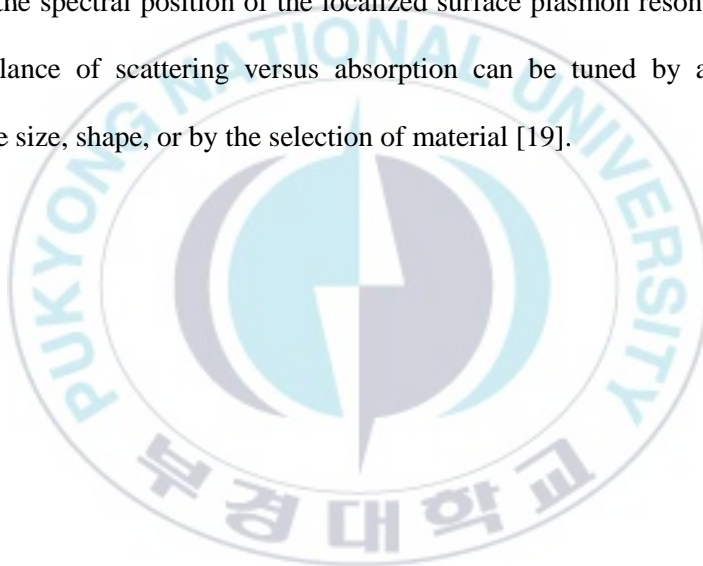 the spectral position of the localized surface plasmon reson
lance of scattering versus absorption can be tuned by a
e size, shape, or by the selection of material [19].
PUKYONG NATIONAL UNIVERSITY
부경대학교